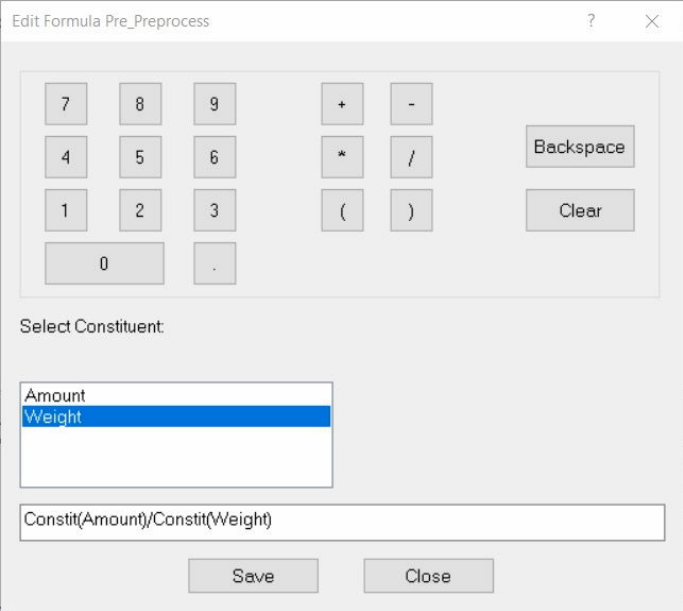 Edit Formula Pre_Preprocess ? ×
7 8 9 + -
4 5 6 * / Backspace
1 2 3 ( ) Clear
0 .
Select Constituent:
Amount
Weight
Constit(Amount)/Constit(Weight)
Save Close